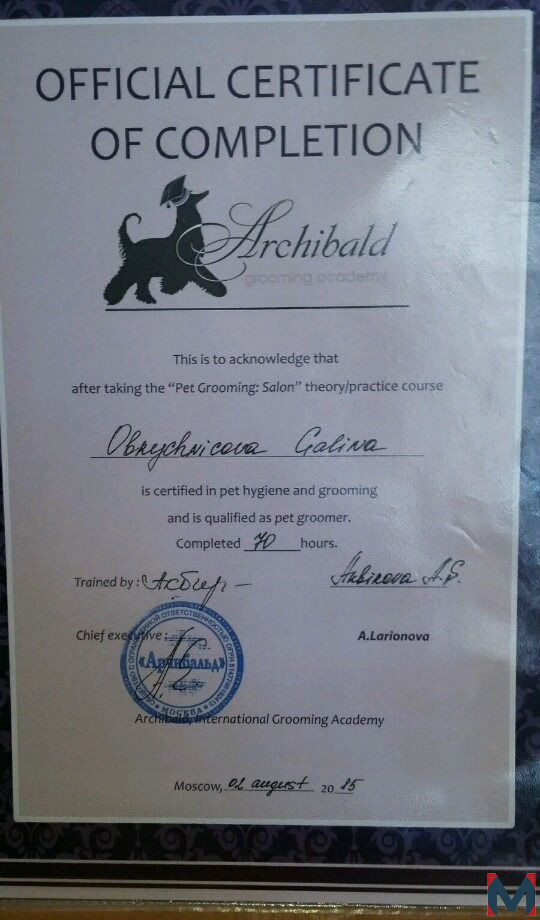 OFFICIAL CERTIFICATE
OF COMPLETION
Archibald
grooming academy
This is to acknowledge that
after taking the "Pet Grooming: Salon" theory/practice course
Obrychnicova Galina
is certified in pet hygiene and grooming
and is qualified as pet groomer.
Completed 70 hours.
Trained by:
Chief executive:
A.Larionova
«Арчибальд»
МОСКВА
Archibald, International Grooming Academy
Moscow, 02 august 2015
M